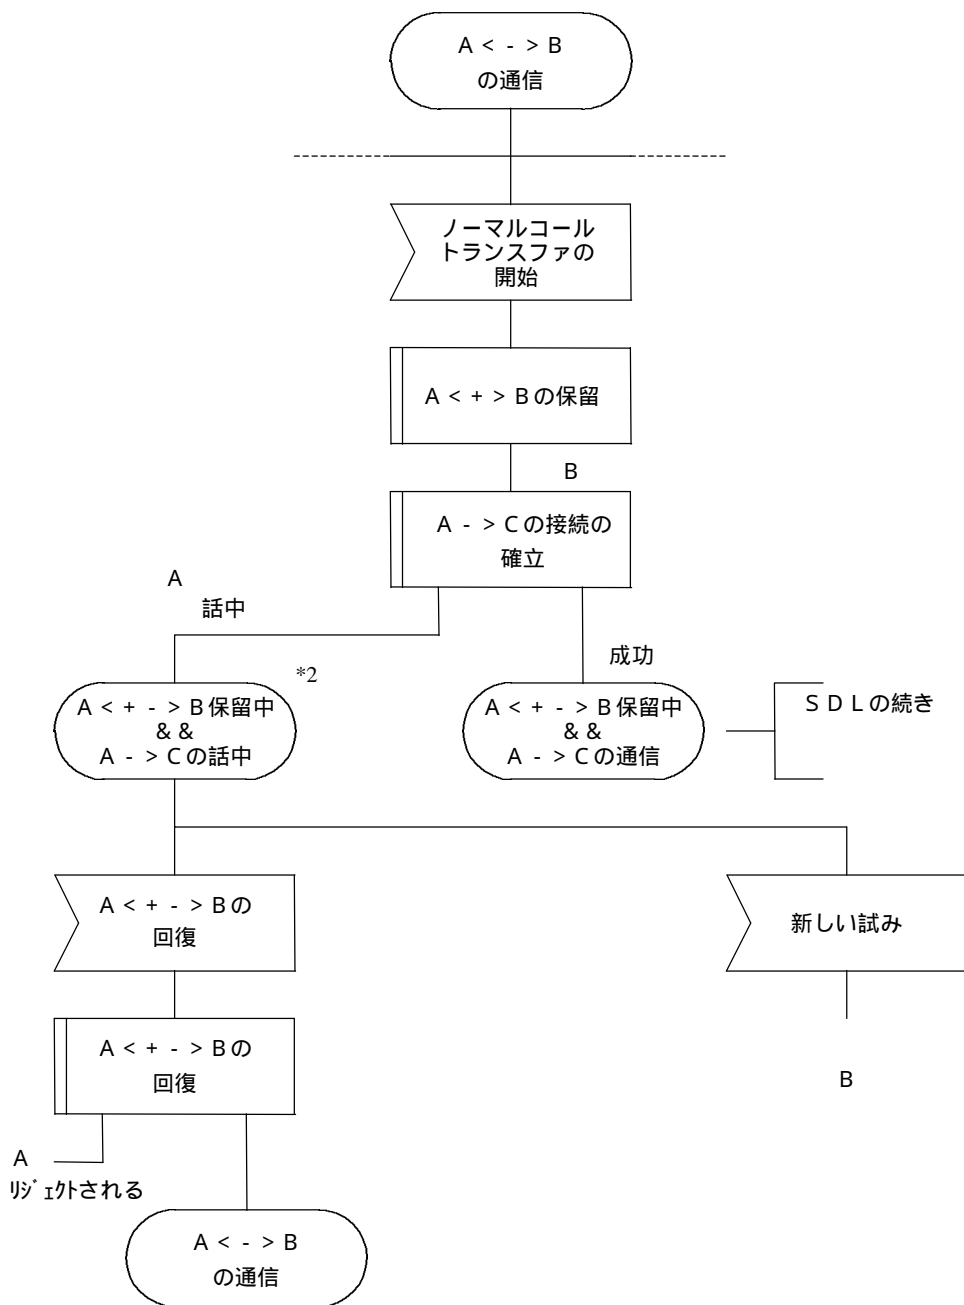 A < - > B
の通信
ノーマルコール
トランスファの
開始
A < + > Bの保留
B
A - > Cの接続の
確立
A
話中
成功
*2
A < + - > B保留中
& &
A - > Cの話中
A < + - > B保留中
& &
A - > Cの通信
SDLの続き
A < + - > Bの
回復
新しい試み
A < + - > Bの
回復
B
A
ﾘｼﾞｪｸﾄされる
A < - > B
の通信